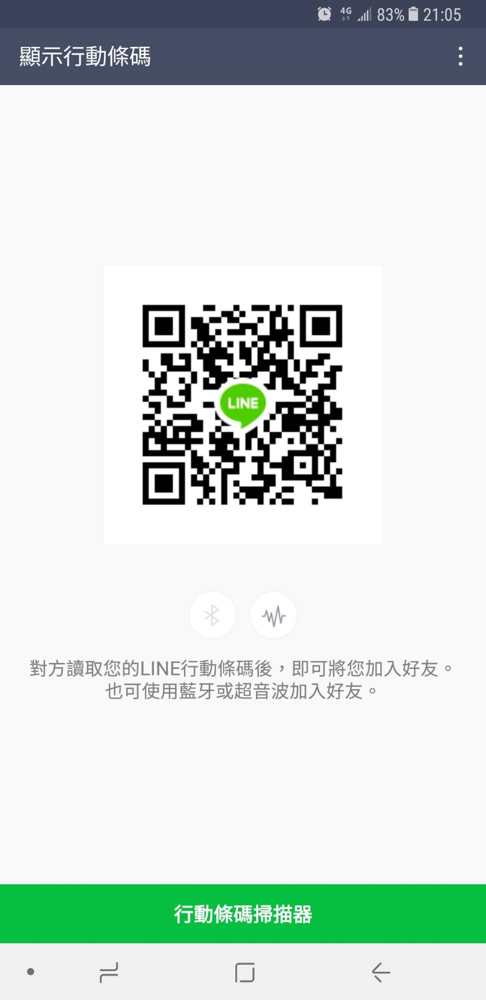 4G 83% 21:05
顯示行動條碼
LINE
對方讀取您的LINE行動條碼後，即可將您加入好友。
也可使用藍牙或超音波加入好友。
行動條碼掃描器